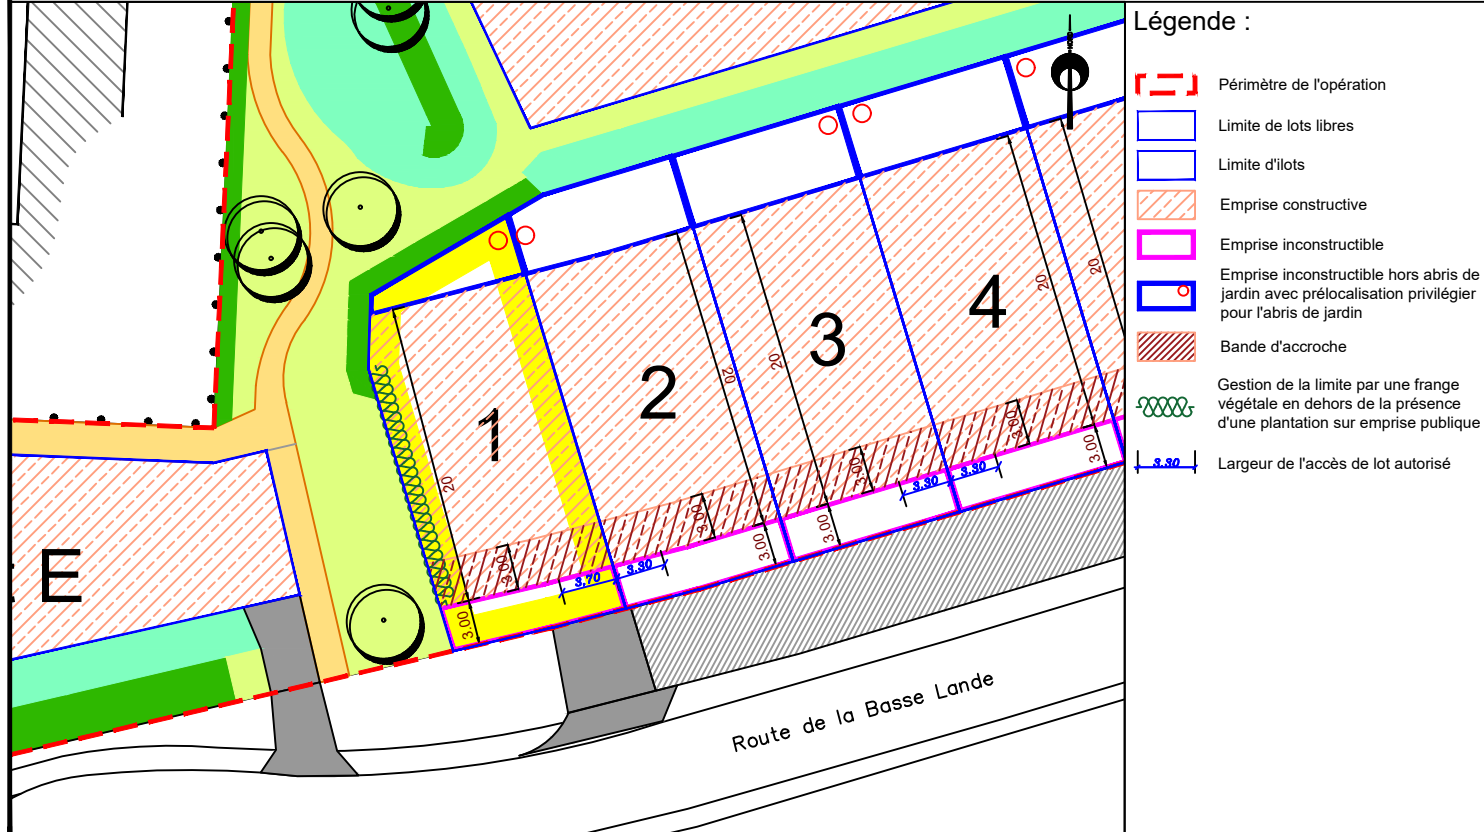 Légende :
Périmètre de l'opération
Limite de lots libres
Limite d'ilots
Emprise constructive
Emprise inconstructible
Emprise inconstructible hors abris de
jardin avec prélocalisation privilégier
pour l'abris de jardin
Bande d'accroche
Gestion de la limite par une frange
végétale en dehors de la présence
d'une plantation sur emprise publique
3.30
Largeur de l'accès de lot autorisé
NORD
4
20
20
3
20
2
20
1
20
3.00
3.00
3.00
3.00
3.30
3.30
3.00
3.00
3.00
3.30
3.70
3.00
E
Route de la Basse Lande